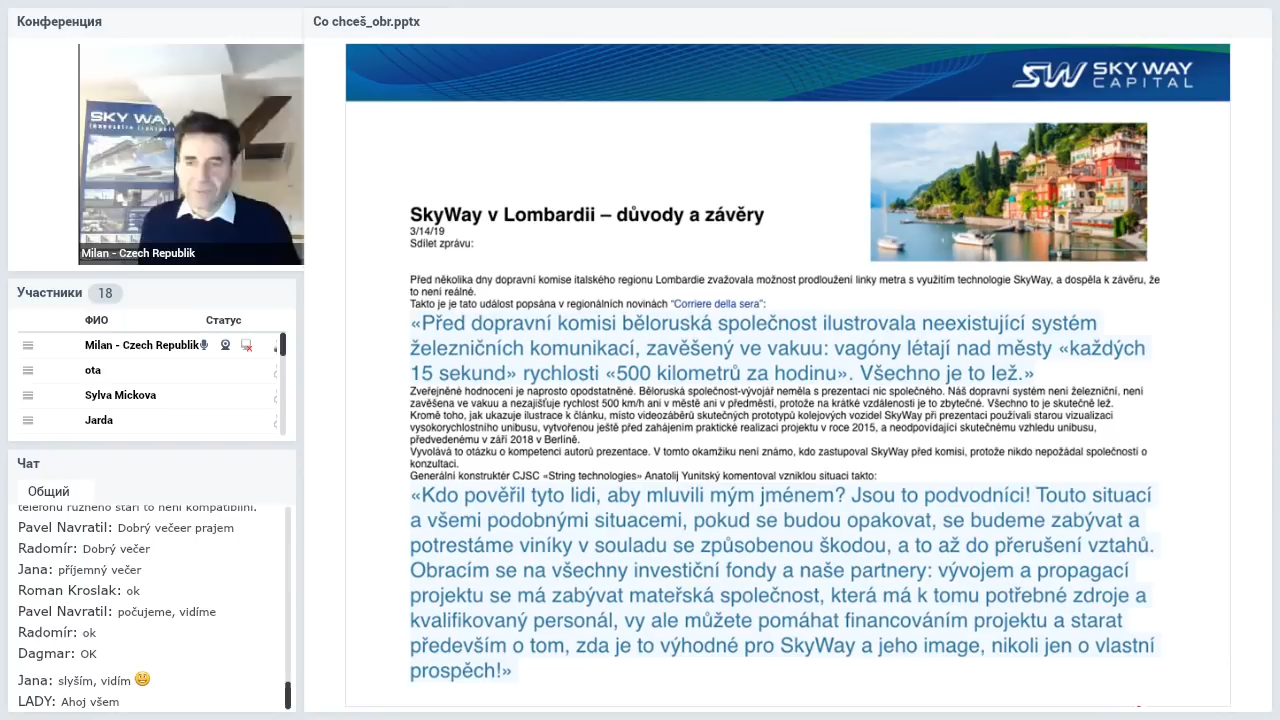 Конференция
SKY WAY
Milan - Czech Republik
Участники 18
ФИО Статус
Milan - Czech Republik
ota
Sylva Mickova
Jarda
Чат
Общий
telefonu různého stáří to není kompatibilní.
Pavel Navratil: Dobrý večeer prajem
Radomír: Dobrý večer
Jana: příjemný večer
Roman Kroslak: ok
Pavel Navratil: počujeme, vidíme
Radomír: ok
Dagmar: OK
Jana: slyším, vidím
LADY: Ahoj všem
Co chceš_obr.pptx
SW SKY WAY
CAPITAL
SkyWay v Lombardii – důvody a závěry
3/14/19
Sdílet zprávu:
Před několika dny dopravní komise italského regionu Lombardie zvažovala možnost prodloužení linky metra s využitím technologie SkyWay, a dospěla k závěru, že
to není reálné.
Takto je je tato událost popsána v regionálních novinách “Corriere della sera”:
«Před dopravní komisi běloruská společnost ilustrovala neexistující systém
železničních komunikací, zavěšený ve vakuu: vagóny létají nad městy «každých
15 sekund» rychlosti «500 kilometrů za hodinu». Všechno je to lež.»
Zveřejněné hodnocení je naprosto opodstatněné. Běloruská společnost-vývojář neměla s prezentací nic společného. Náš dopravní systém není železniční, není
zavěšena ve vakuu a nezajišťuje rychlost 500 km/h ani v městě ani v předměstí, protože na krátké vzdálenosti je to zbytečné. Všechno to je skutečně lež.
Kromě toho, jak ukazuje ilustrace k článku, místo videozáběrů skutečných prototypů kolejových vozidel SkyWay při prezentaci používali starou vizualizaci
vysokorychlostního unibusu, vytvořenou ještě před zahájením praktické realizaci projektu v roce 2015, a neodpovídající skutečnému vzhledu unibusu,
předvedenému v září 2018 v Berlíně.
Vyvolává to otázku o kompetenci autorů prezentace. V tomto okamžiku není známo, kdo zastupoval SkyWay před komisi, protože nikdo nepožádal společností o
konzultaci.
Generální konstruktér CJSC «String technologies» Anatolij Yunitský komentoval vzniklou situaci takto:
«Kdo pověřil tyto lidi, aby mluvili mým jménem? Jsou to podvodníci! Touto situací
a všemi podobnými situacemi, pokud se budou opakovat, se budeme zabývat a
potrestáme viníky v souladu se způsobenou škodou, a to až do přerušení vztahů.
Obracím se na všechny investiční fondy a naše partnery: vývojem a propagací
projektu se má zabývat mateřská společnost, která má k tomu potřebné zdroje a
kvalifikovaný personál, vy ale můžete pomáhat financováním projektu a starat
především o tom, zda je to výhodné pro SkyWay a jeho image, nikoli jen o vlastní
prospěch!»